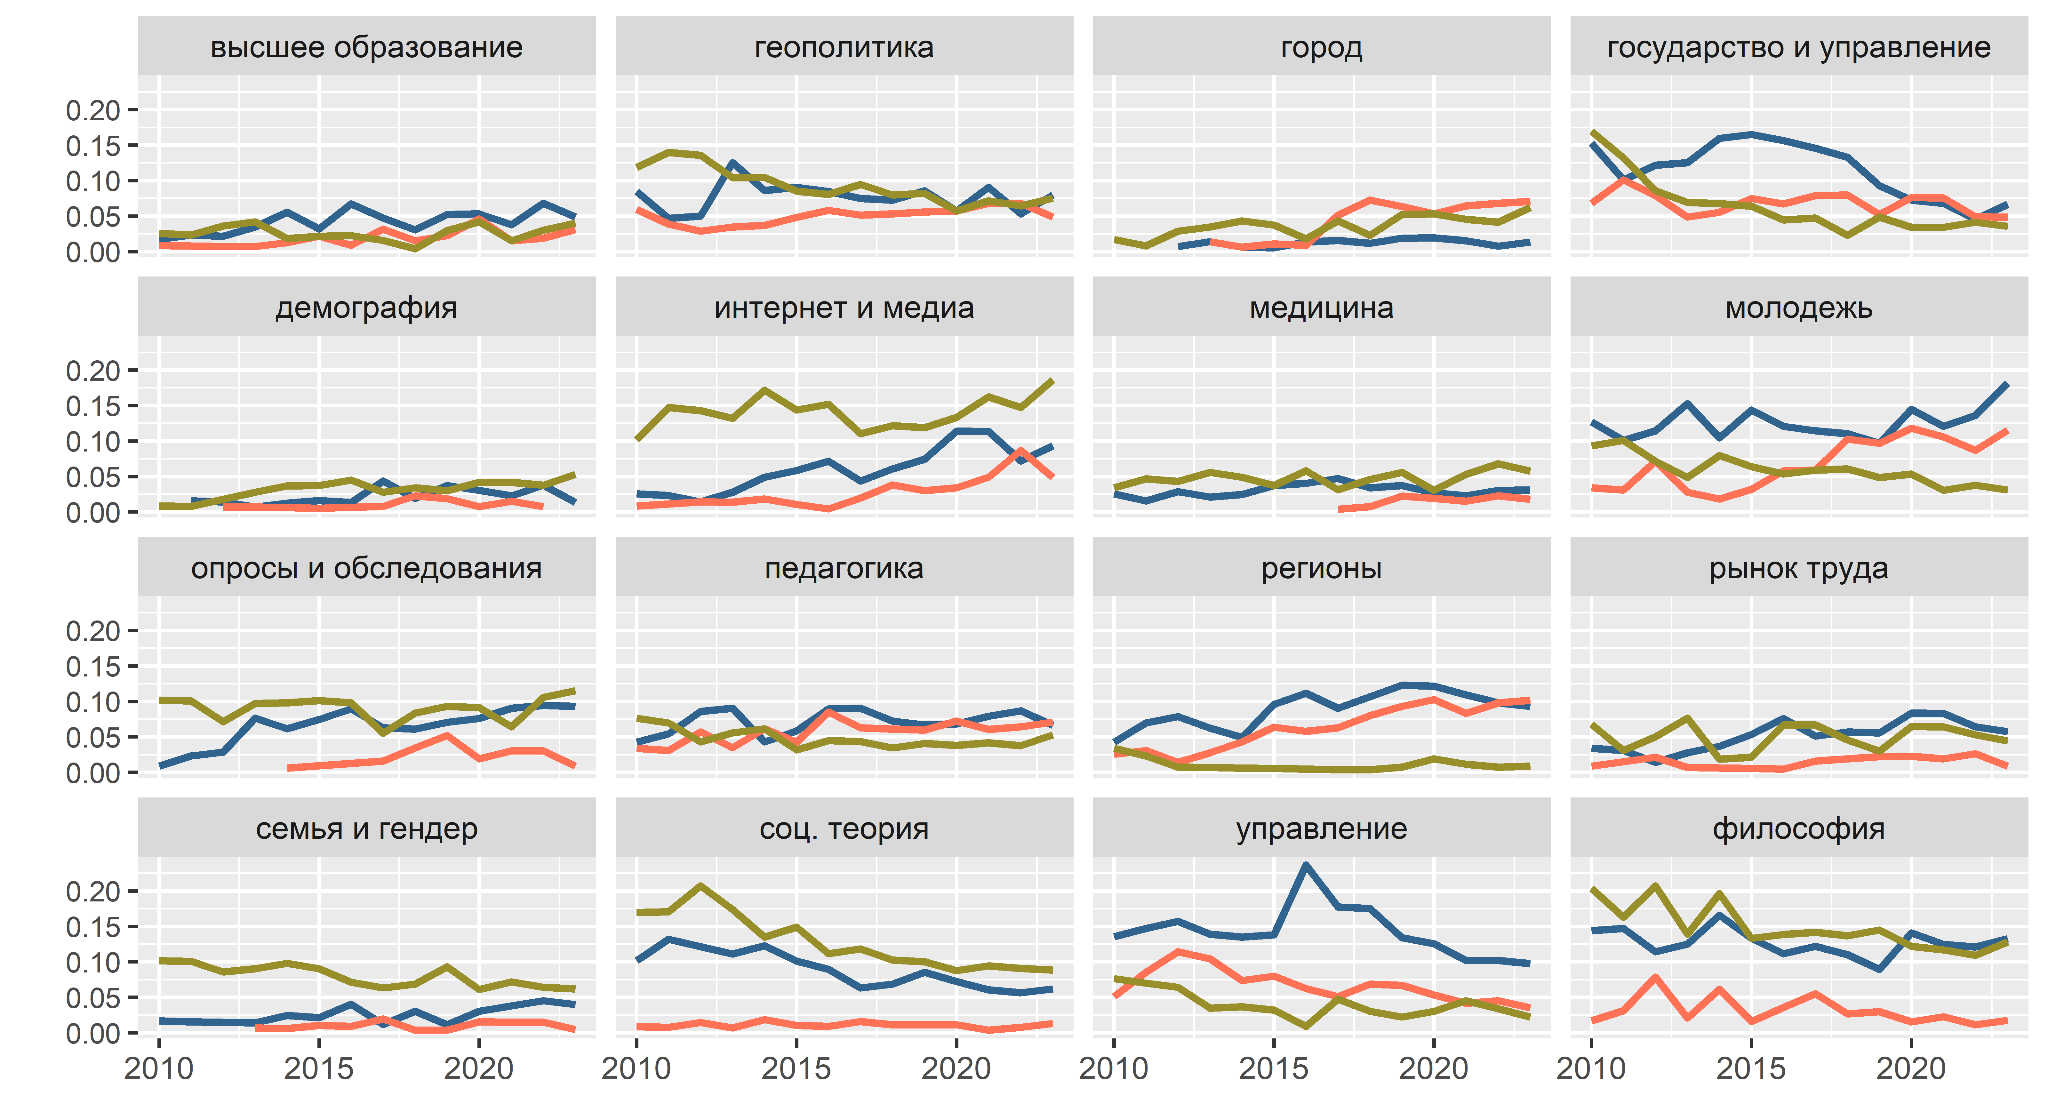 высшее образование
геополитика
город
государство и управление
0.20
0.15
0.10
0.05
0.00
демография
интернет и медиа
медицина
молодежь
0.20
0.15
0.10
0.05
0.00
опросы и обследования
педагогика
регионы
рынок труда
0.20
0.15
0.10
0.05
0.00
семья и гендер
соц. теория
управление
философия
0.20
0.15
0.10
0.05
0.00
2010 2015 2020 2010 2015 2020 2010 2015 2020 2010 2015 2020